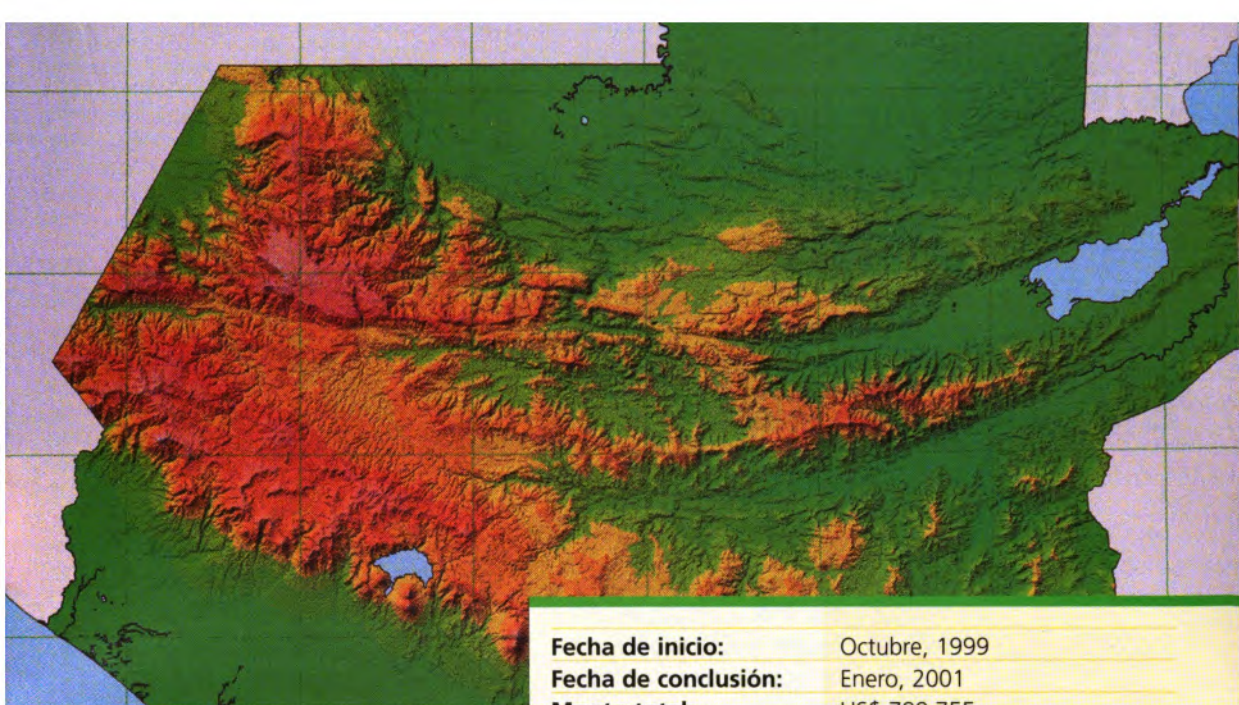 Fecha de inicio: Octubre, 1999
Fecha de conclusión: Enero, 2001